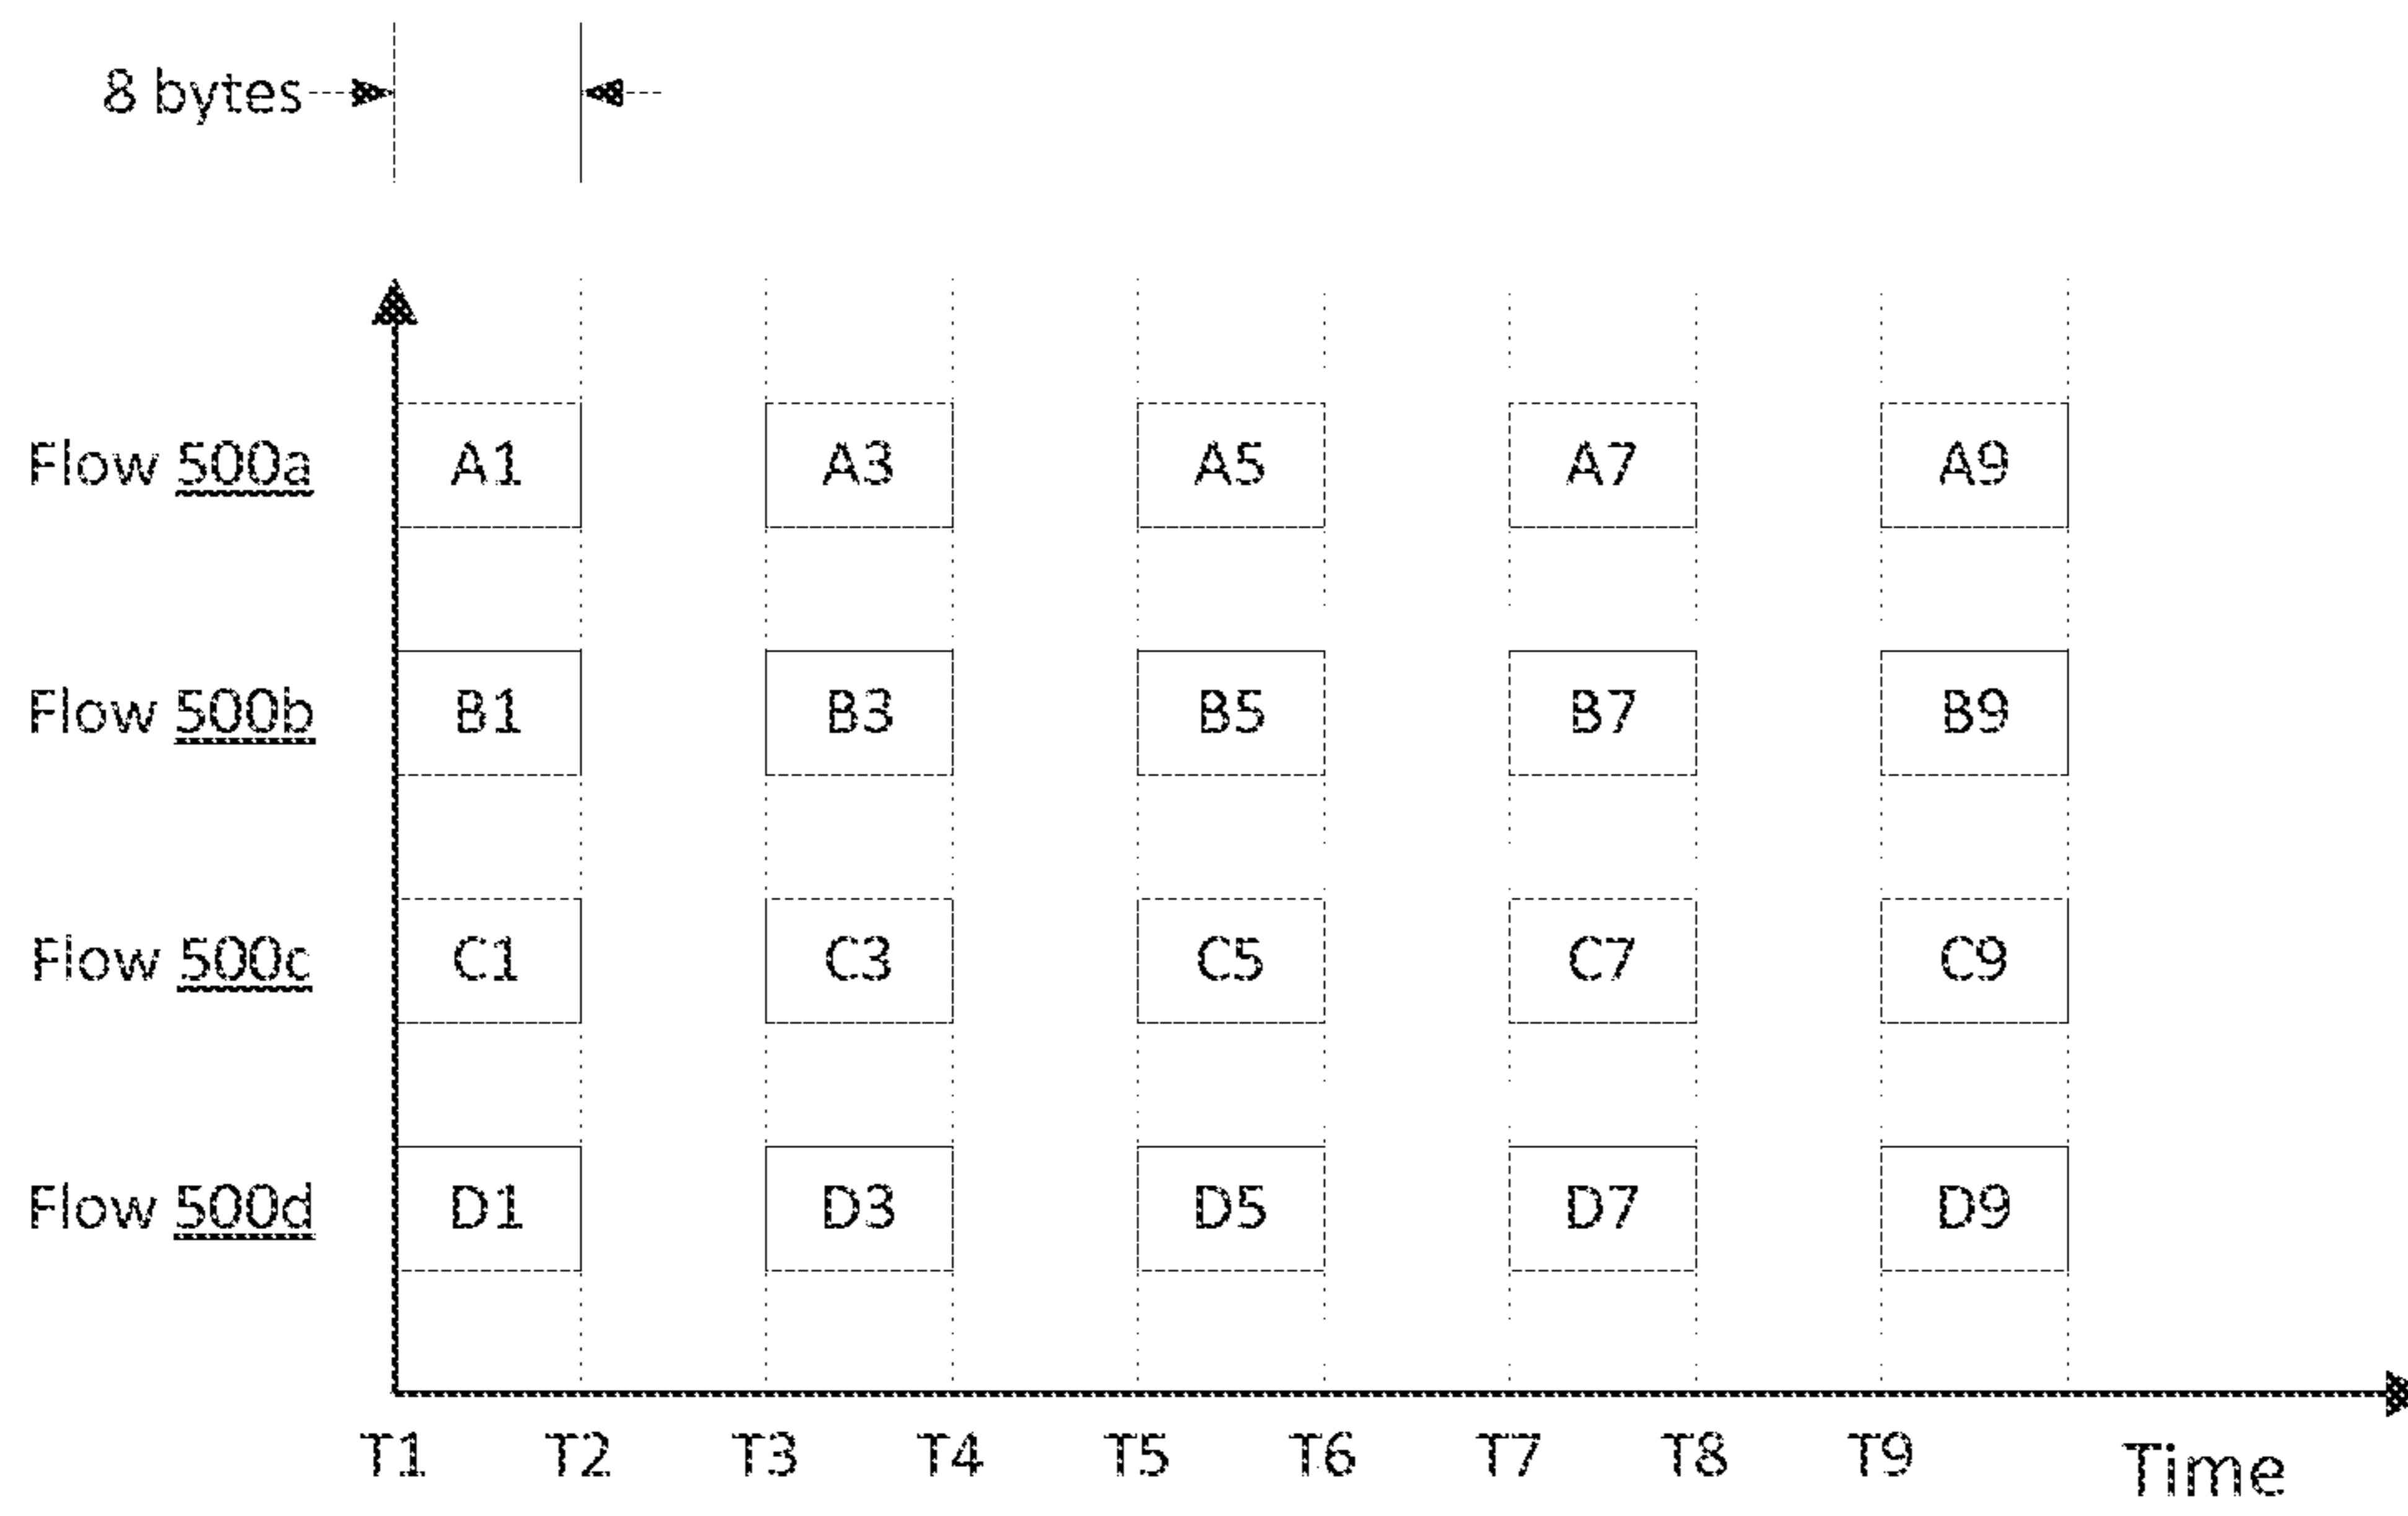 8 bytes
Flow 500a A1 A3 A5 A7 A9
Flow 500b B1 B3 B5 B7 B9
Flow 500c C1 C3 C5 C7 C9
Flow 500d D1 D3 D5 D7 D9
T1 T2 T3 T4 T5 T6 T7 T8 T9 Time